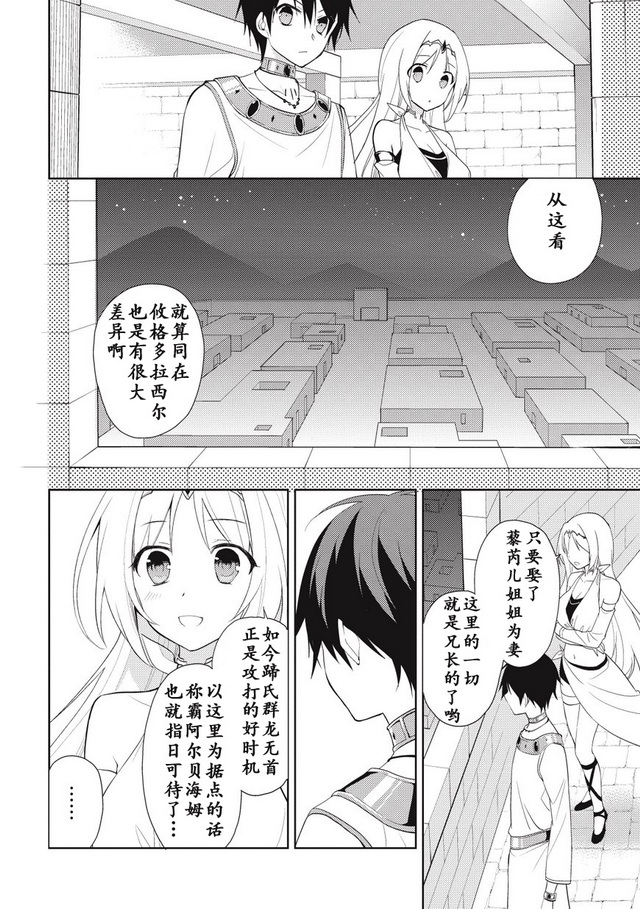 从这看
就算同在
攸格多拉西尔
也是有很大
差异啊
只要娶了
藜芮儿姐姐为妻
这里的一切
就是兄长的了哟
如今蹄氏群龙无首
正是攻打的好时机
以这里为据点的话
称霸阿尔贝海姆
也就指日可待了…
……